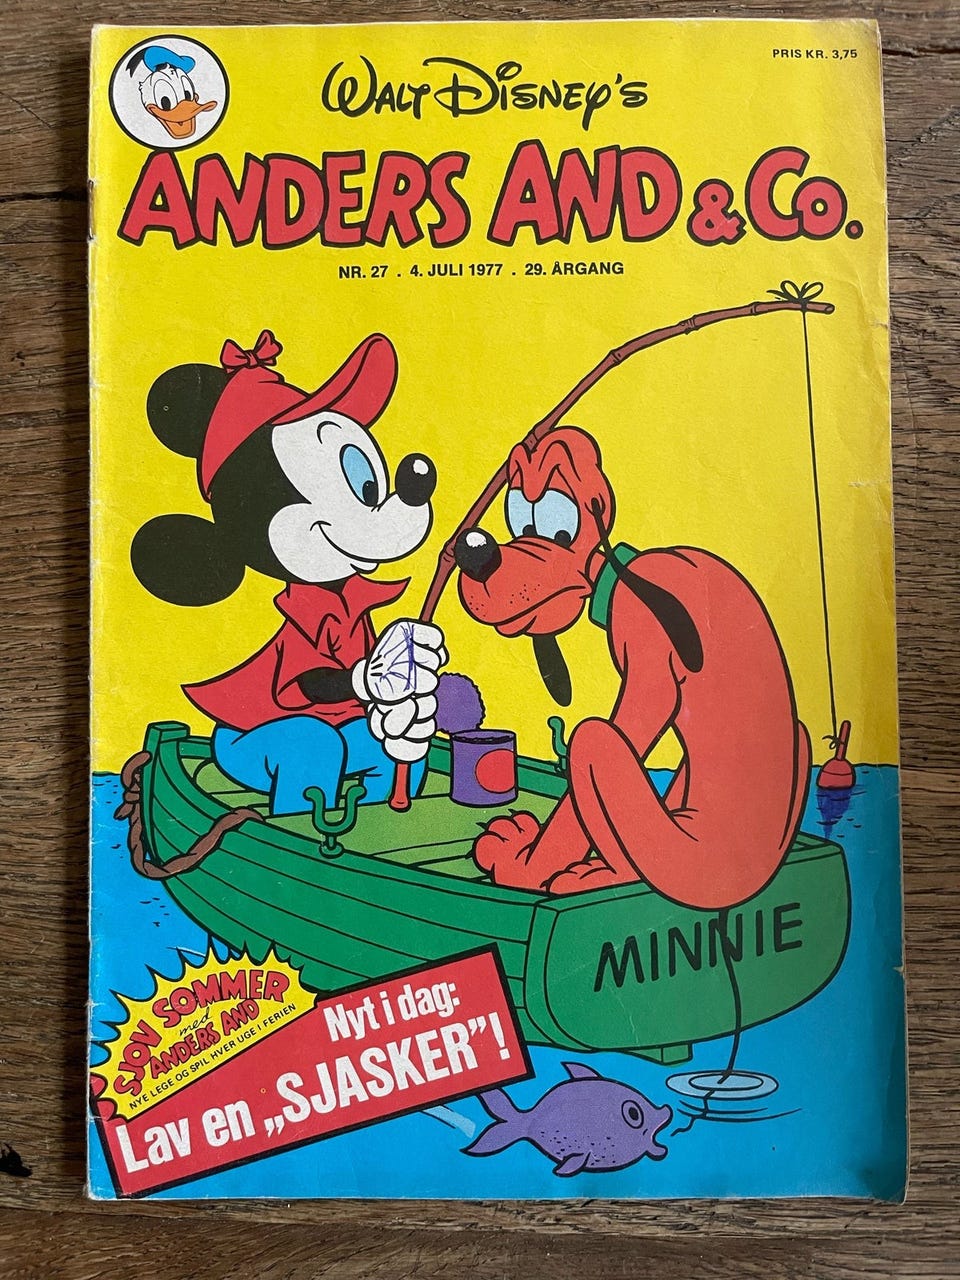 PRIS KR. 3,75
WALT DISNEY'S
ANDERS AND & Co.
NR. 27 . 4. JULI 1977 . 29. ÅRGANG
MINNIE
SJOV SOMMER
med
ANDERS AND
NYE LEGE OG SPIL HVER UGE I FERIEN
Nyt i dag:
Lav en „SJASKER”!